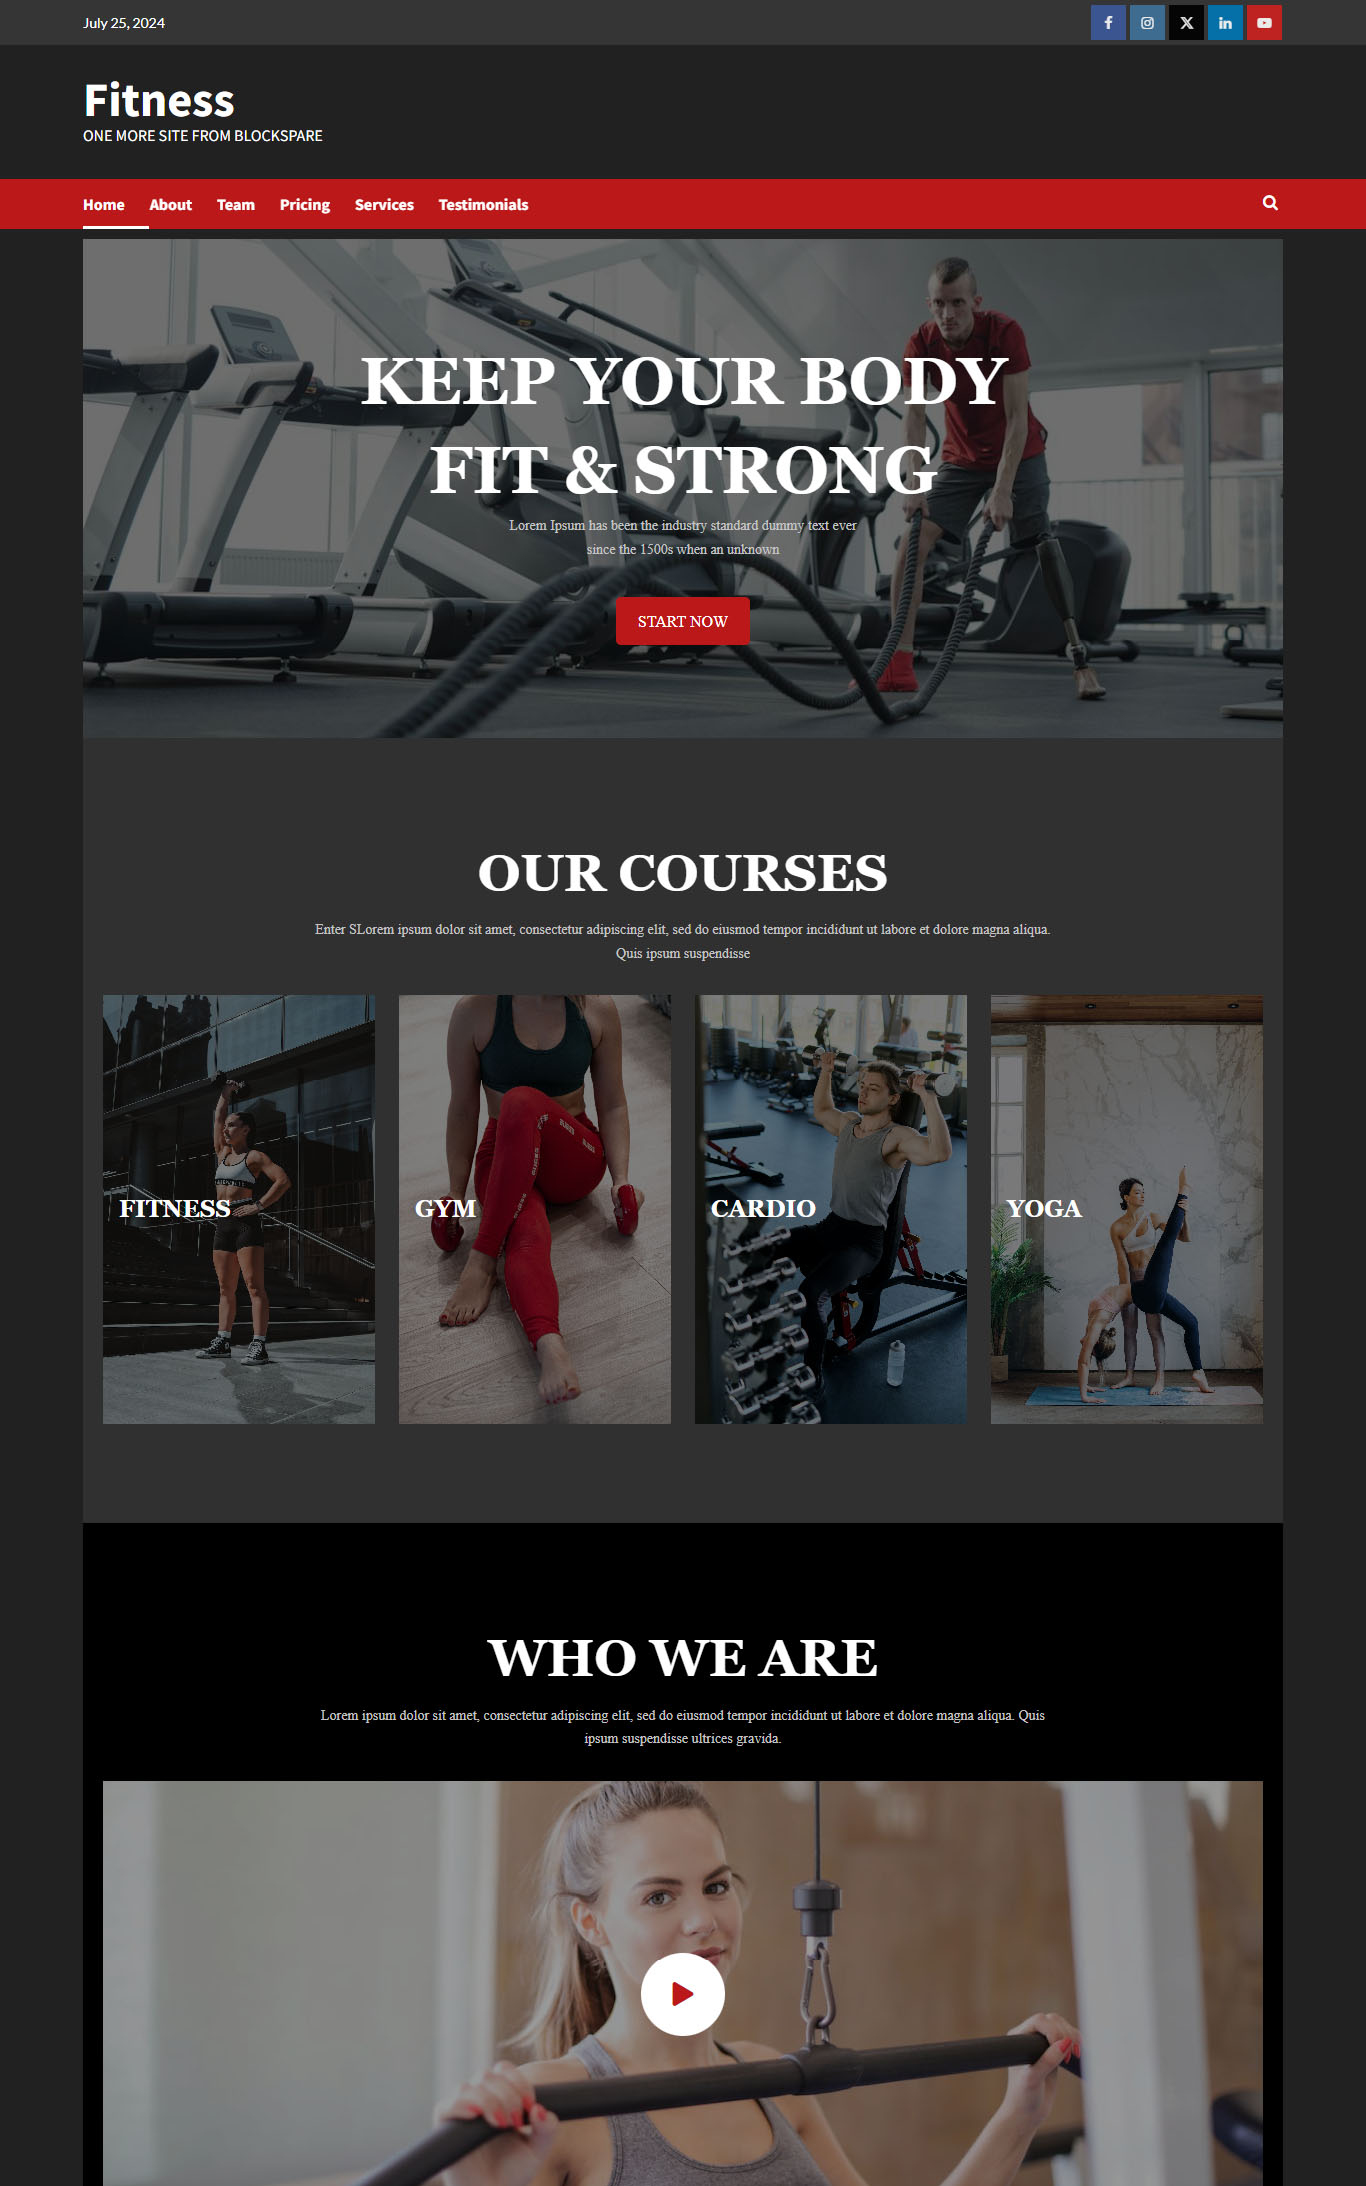 July 25, 2024
Fitness
ONE MORE SITE FROM BLOCKSPARE
Home About Team Pricing Services Testimonials
KEEP YOUR BODY
FIT & STRONG
Lorem Ipsum has been the industry standard dummy text ever
since the 1500s when an unknown
START NOW
OUR COURSES
Enter SLorem ipsum dolor sit amet, consectetur adipiscing elit, sed do eiusmod tempor incididunt ut labore et dolore magna aliqua.
Quis ipsum suspendisse
FITNESS
GYM
CARDIO
YOGA
WHO WE ARE
Lorem ipsum dolor sit amet, consectetur adipiscing elit, sed do eiusmod tempor incididunt ut labore et dolore magna aliqua. Quis
ipsum suspendisse ultrices gravida.